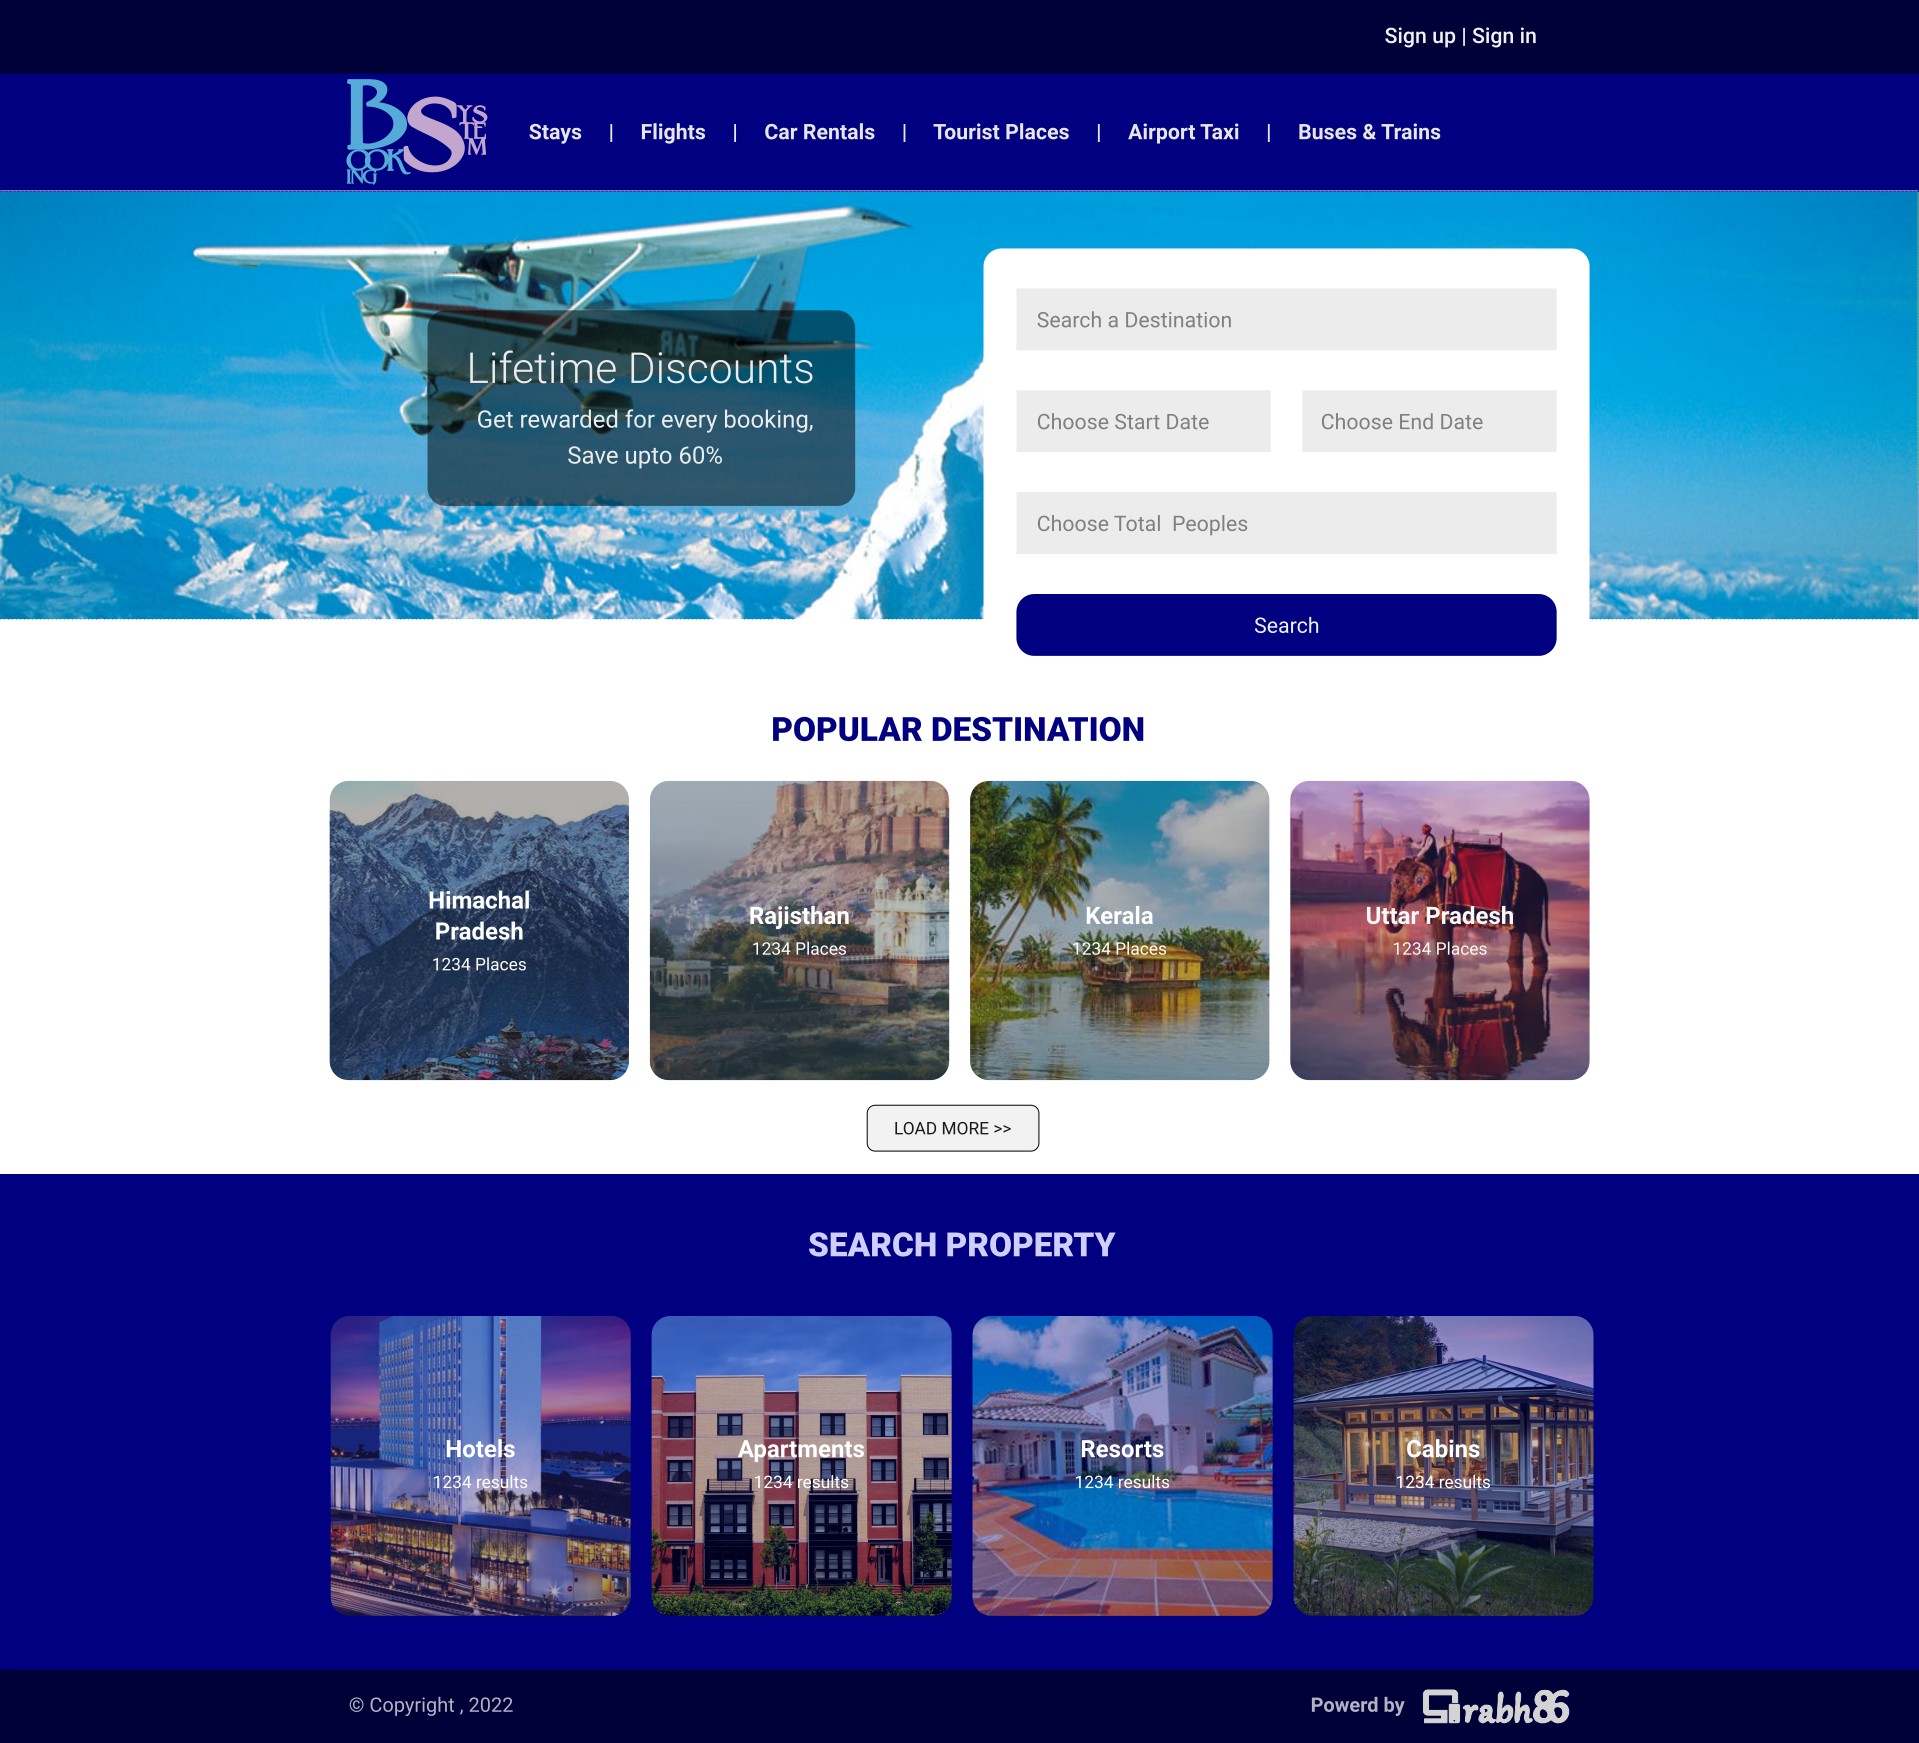 Sign up | Sign in
BOOKING SYSTEM
Stays | Flights | Car Rentals | Tourist Places | Airport Taxi | Buses & Trains
RAT
Lifetime Discounts
Get rewarded for every booking,
Save upto 60%
Search a Destination
Choose Start Date
Choose End Date
Choose Total Peoples
Search
POPULAR DESTINATION
Himachal
Pradesh
1234 Places
Rajisthan
1234 Places
Kerala
1234 Places
Uttar Pradesh
1234 Places
LOAD MORE >>
SEARCH PROPERTY
Hotels
1234 results
Apartments
1234 results
Resorts
1234 results
Cabins
1234 results
© Copyright , 2022
Powerd by
Sirabh86